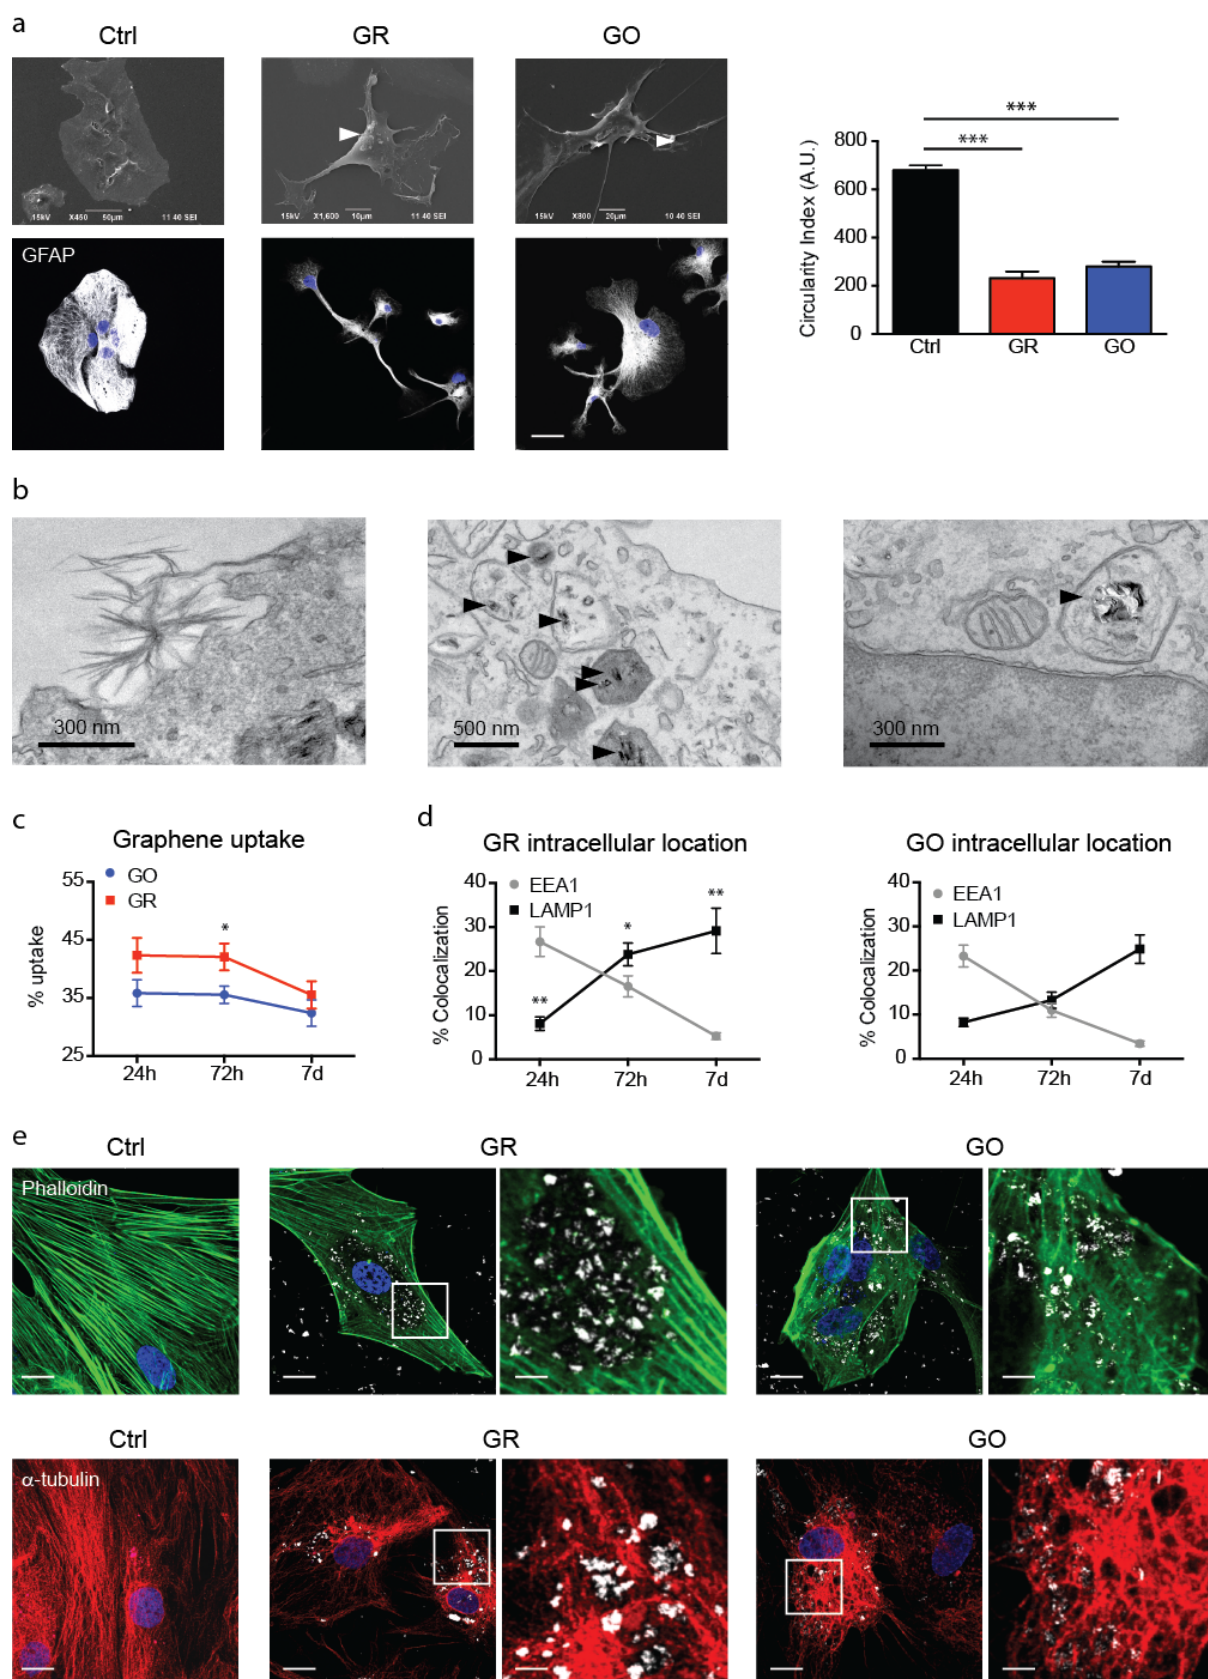 a
Ctrl
GR
GO
15kV X450 50µm 11 40 SEI
15kV X1,600 10µm 11 40 SEI
15kV X800 20µm 10 40 SEI
GFAP
***
***
800
600
400
200
0
Circularity Index (A.U.)
Ctrl
GR
GO
b
300 nm
500 nm
300 nm
c
Graphene uptake
55
45
35
25
% uptake
GO
GR
*
24h
72h
7d
d
GR intracellular location
40
30
20
10
0
% Colocalization
EEA1
LAMP1
**
*
**
24h
72h
7d
GO intracellular location
40
30
20
10
0
% Colocalization
EEA1
LAMP1
24h
72h
7d
e
Ctrl
GR
GO
Phalloidin
Ctrl
GR
GO
α-tubulin